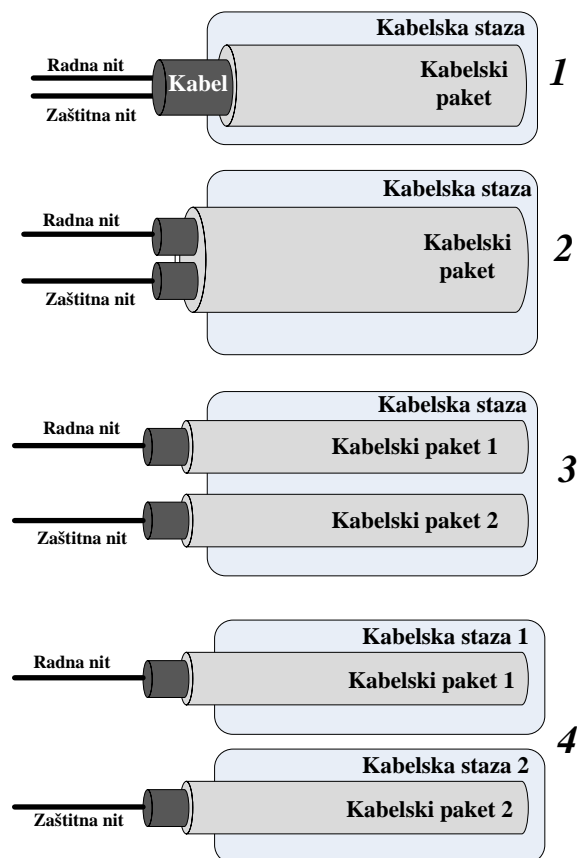 Kabelska staza
Radna nit
Kabel
Kabelski
paket
1
Zaštitna nit
Kabelska staza
Radna nit
Kabelski
paket
2
Zaštitna nit
Kabelska staza
Radna nit
Kabelski paket 1
3
Kabelski paket 2
Zaštitna nit
Kabelska staza 1
Radna nit
Kabelski paket 1
4
Kabelska staza 2
Kabelski paket 2
Zaštitna nit